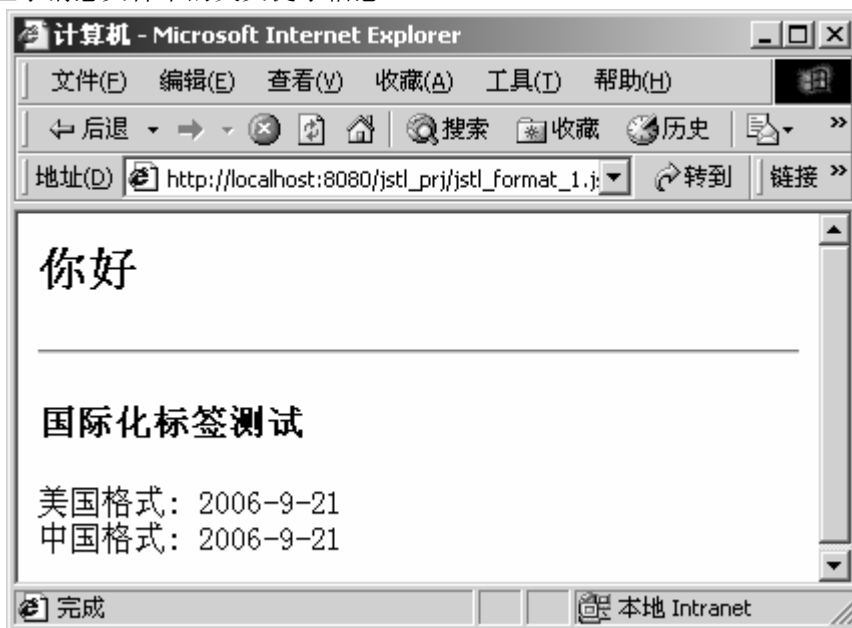 计算机 - Microsoft Internet Explorer
文件(F) 编辑(E) 查看(V) 收藏(A) 工具(T) 帮助(H)
后退 搜索 收藏 历史 »
地址(D) http://localhost:8080/jstl_prj/jstl_format_1.j 转到 链接 »
你好
国际化标签测试
美国格式: 2006-9-21
中国格式: 2006-9-21
完成 本地 Intranet